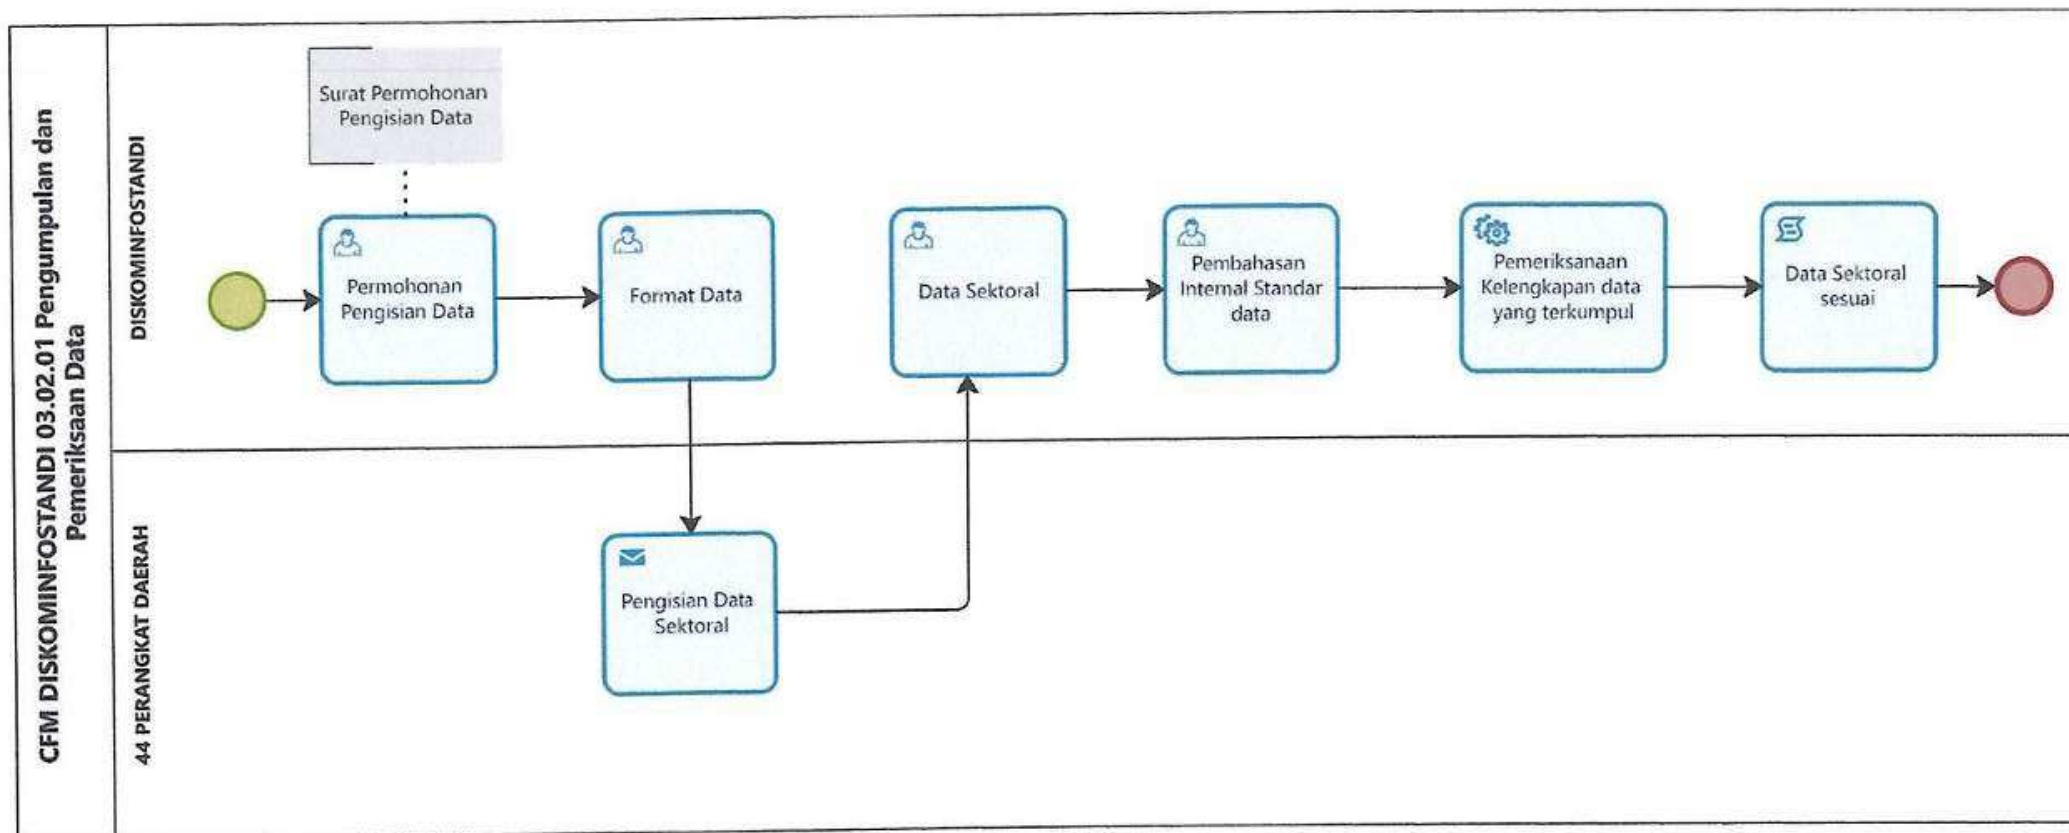 CFM DISKOMINFOSTANDI 03.02.01 Pengumpulan dan
Pemeriksaan Data
DISKOMINFOSTANDI
Surat Permohonan
Pengisian Data
Permohonan
Pengisian Data
Format Data
Data Sektoral
Pembahasan
Internal Standar
data
Pemeriksanaan
Kelengkapan data
yang terkumpul
Data Sektoral
sesuai
44 PERANGKAT DAERAH
Pengisian Data
Sektoral